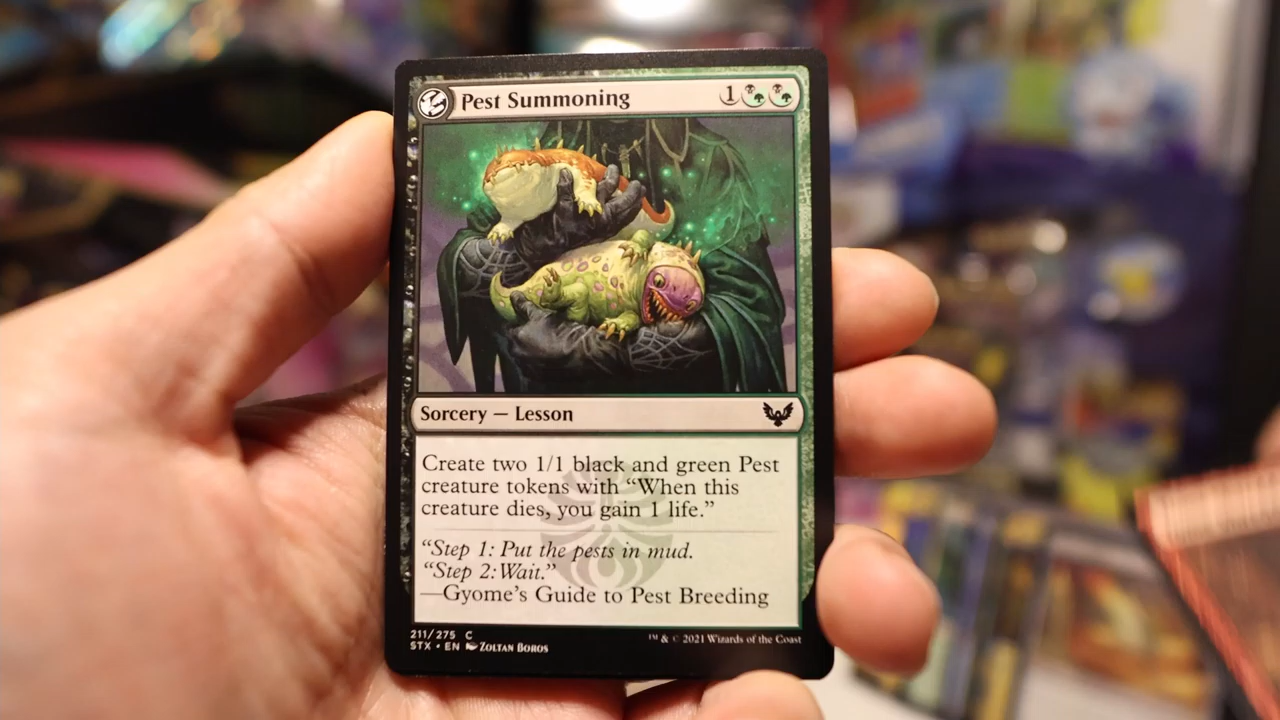 Pest Summoning 1
Sorcery — Lesson
Create two 1/1 black and green Pest
creature tokens with “When this
creature dies, you gain 1 life.”
“Step 1: Put the pests in mud.
“Step 2: Wait.”
—Gyome's Guide to Pest Breeding
211/275 C
STX • EN Zoltan Boros
™ & © 2021 Wizards of the Coast